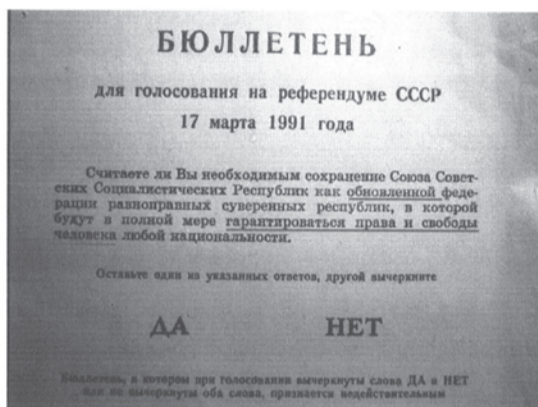 БЮЛЛЕТЕНЬ
для голосования на референдуме СССР
17 марта 1991 года
Считаете ли Вы необходимым сохранение Союза Совет-
ских Социалистических Республик как обновленной феде-
рации равноправных суверенных республик, в которой
будут в полной мере гарантироваться права и свободы
человека любой национальности.
Оставьте один из указанных ответов, другой вычеркните
ДА НЕТ
Бюллетень, в котором при голосовании вычеркнуты слова ДА и НЕТ
или не вычеркнуты оба слова, признается недействительным